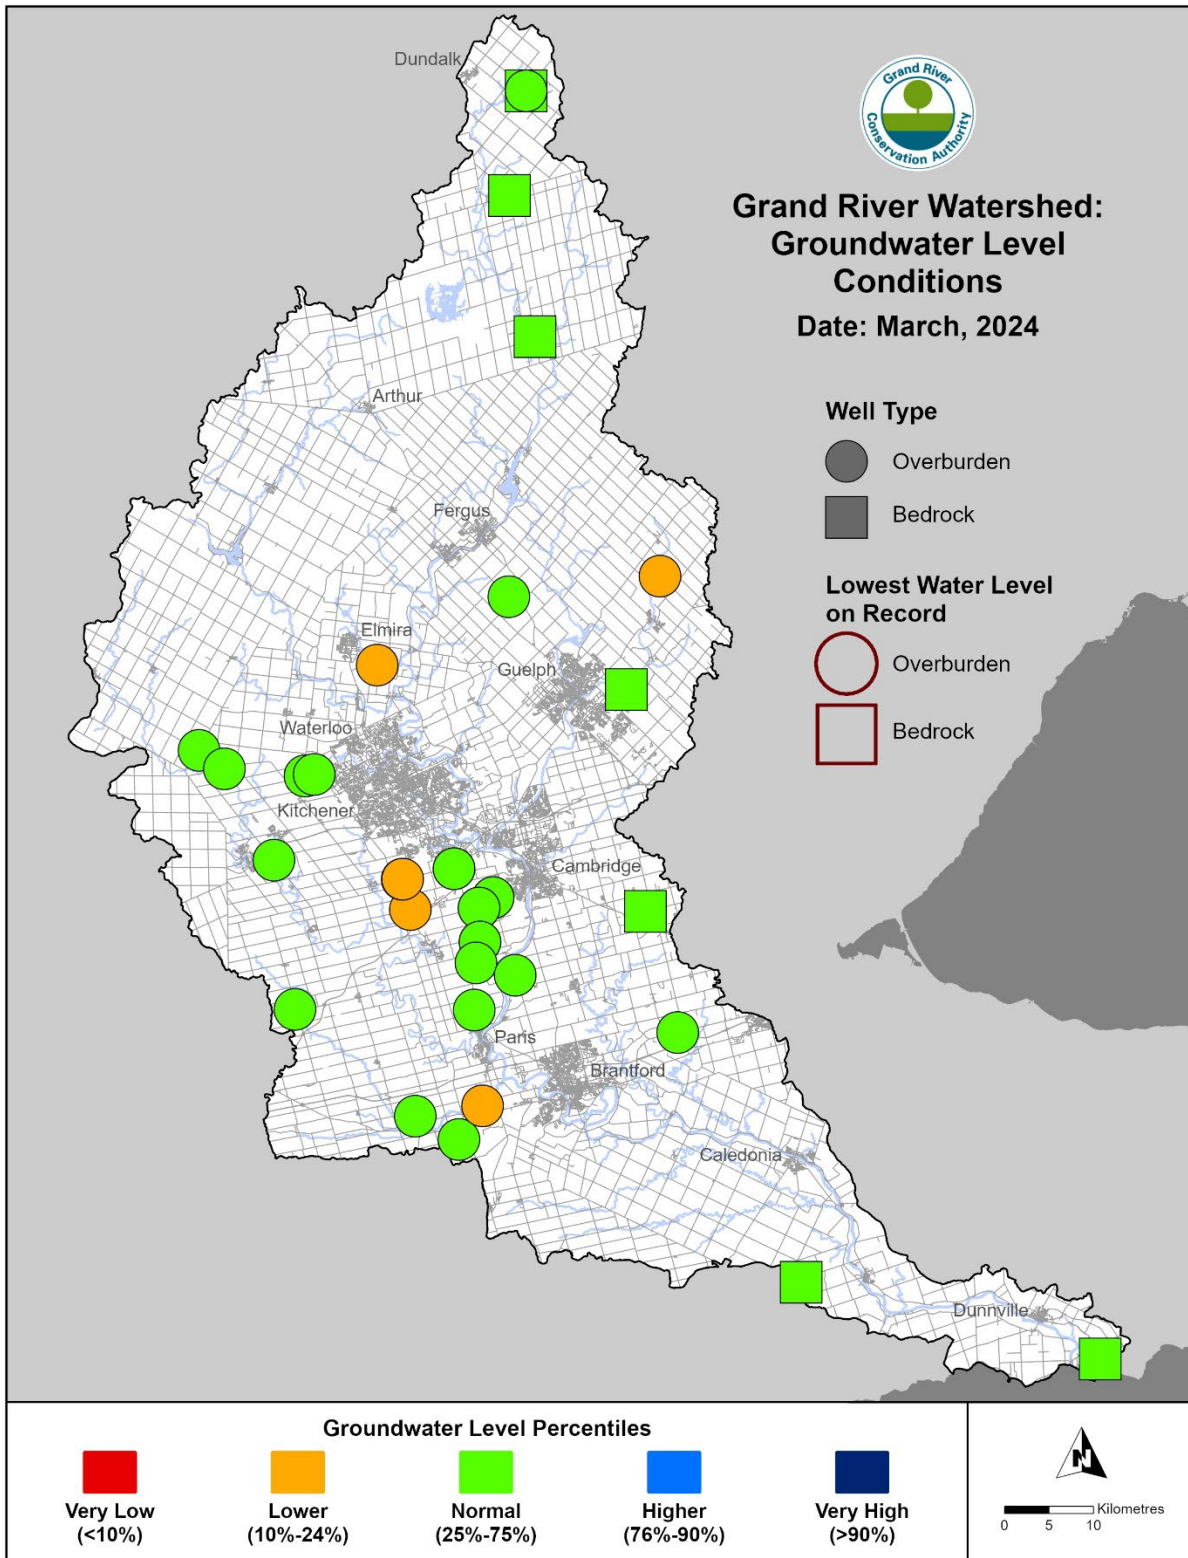 Grand River
Conservation Authority
Grand River Watershed:
Groundwater Level
Conditions
Date: March, 2024
Well Type
Overburden
Bedrock
Lowest Water Level
on Record
Overburden
Bedrock
Dundalk
Arthur
Fergus
Elmira
Guelph
Waterloo
Kitchener
Cambridge
Paris
Brantford
Caledonia
Dunnville
Groundwater Level Percentiles
Very Low
(<10%)
Lower
(10%-24%)
Normal
(25%-75%)
Higher
(76%-90%)
Very High
(>90%)
N
Kilometres
0 5 10